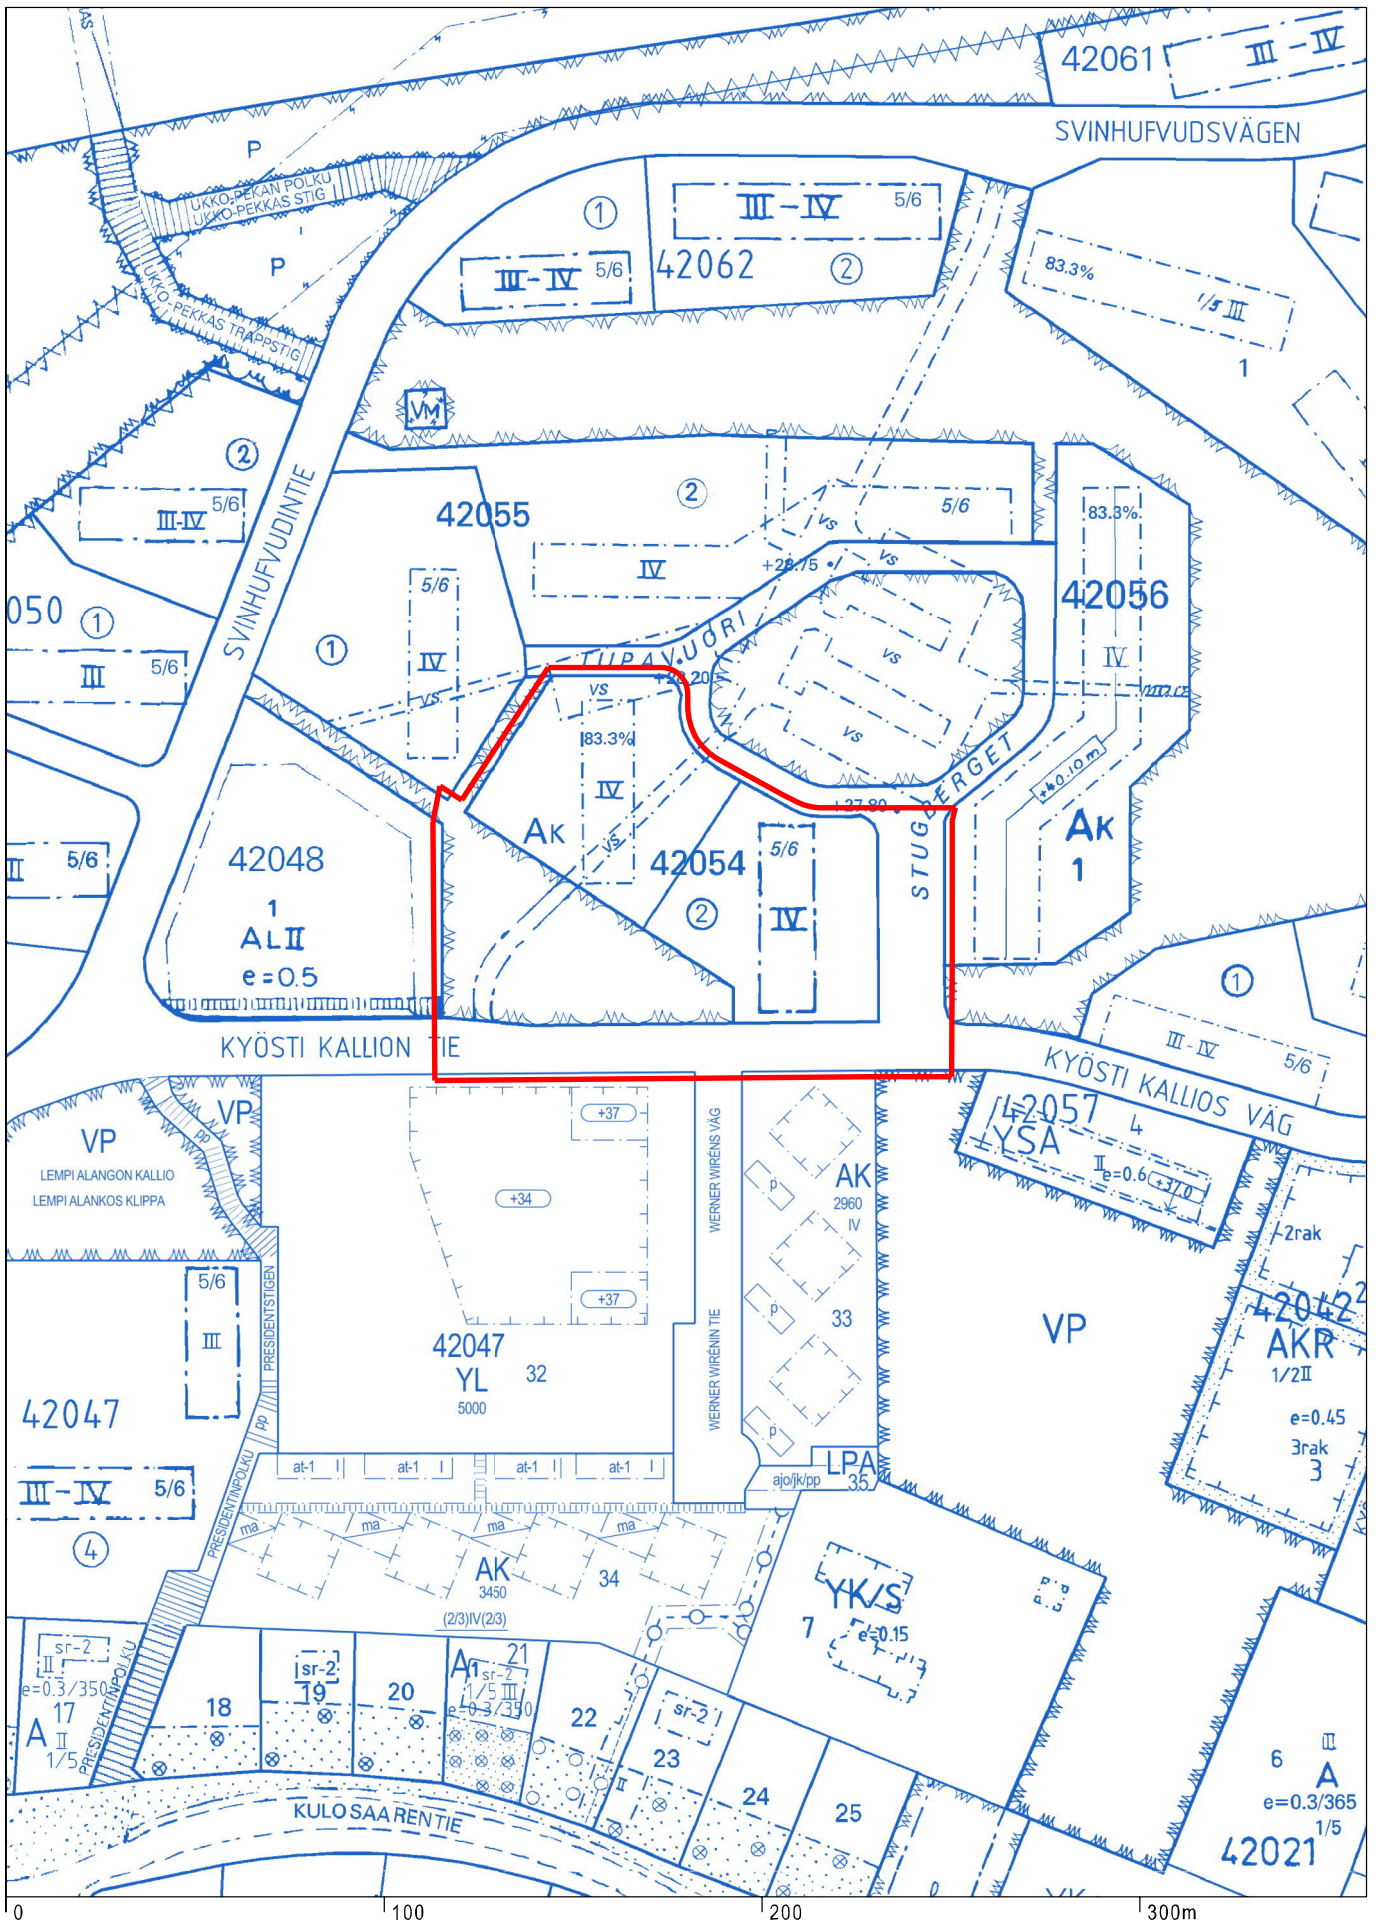 42061
III - IV
SVINHUFVUDSVÄGEN
P
UKKO-PEKAN POLKU
UKKO-PEKKAS STIG
1
III - IV
5/6
III - IV
5/6
42062
2
P
83.3%
1/5 III
1
UKKO-PEKKAS TRAPPSTIG
VM
2
5/6
III-IV
SVINHUFVUDINTIE
42055
2
5/6
83.3%
vs
vs
5/6
IV
+28.75
42056
050
1
III
5/6
1
IV
vs
TUPAVUORI
vs
+28.20
vs
IV
83.3%
vs
IV
STUGBERGET
+40.10m
+27.80
AK
1
AK
vs
42054
5/6
2
IV
II
5/6
42048
1
AL II
e=0.5
1
KYÖSTI KALLION TIE
III-IV
5/6
KYÖSTI KALLIOS VÄG
VP
VP
pp
LEMPI ALANGON KALLIO
LEMPI ALANKOS KLIPPA
+37
+34
+37
WERNER WIRÉNS VÄG
WERNER WIRÉNIN TIE
AK
2960
IV
p
p
p
33
42057
4
YSA
II
e=0.6
+37.0
2rak
5/6
III
PRESIDENTSTIGEN
42047
YL
32
5000
VP
42042
2
AKR
1/2 II
e=0.45
3rak
3
42047
pp
III-IV
5/6
4
PRESIDENTINPOLKU
at-1
I
at-1
I
at-1
I
at-1
I
LPA
ajo/jk/pp
35
ma
ma
ma
ma
AK
3450
34
(2/3)IV(2/3)
YK/S
7
e=0.15
sr-2
II
e=0.3/350
17
A
II
1/5
PRESIDENTINPOLKU
18
sr-2
19
20
A1
21
sr-2
1/5 III
e=0.3/350
22
sr-2
23
24
25
KULOSAARENTIE
6
III
A
e=0.3/365
1/5
42021
0
100
200
300m